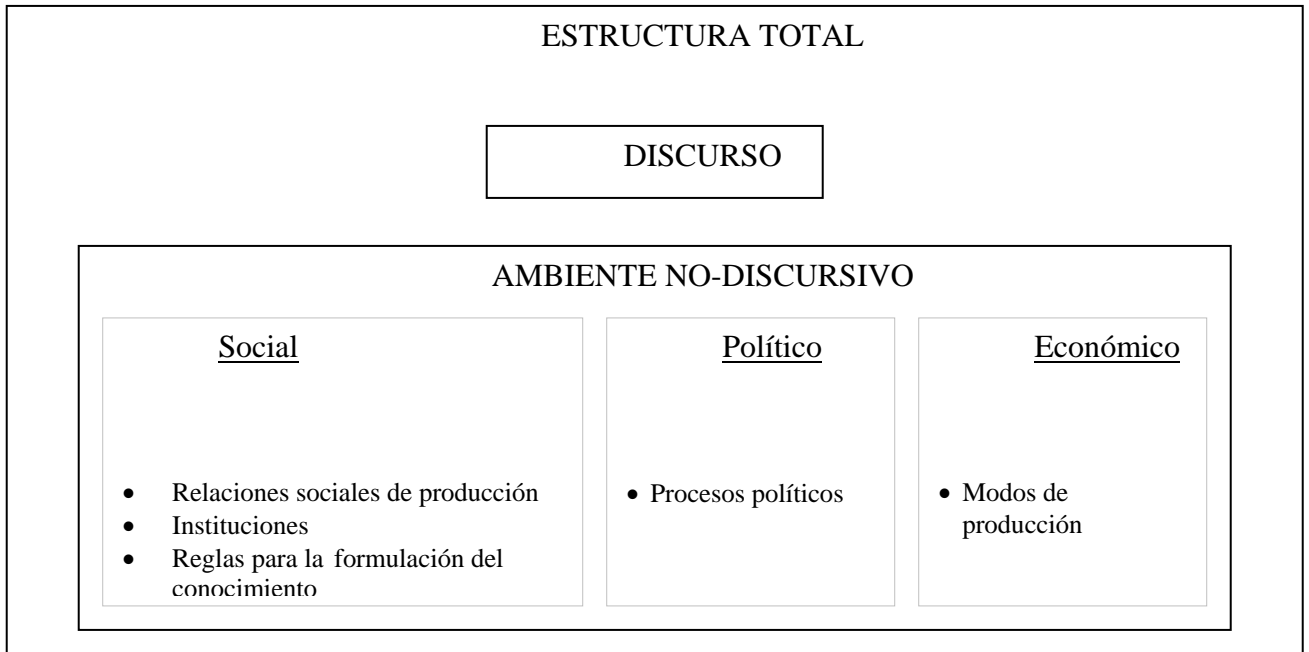 ESTRUCTURA TOTAL
DISCURSO
AMBIENTE NO-DISCURSIVO
Social
• Relaciones sociales de producción
• Instituciones
• Reglas para la formulación del
conocimiento
Político
• Procesos políticos
Económico
• Modos de
producción